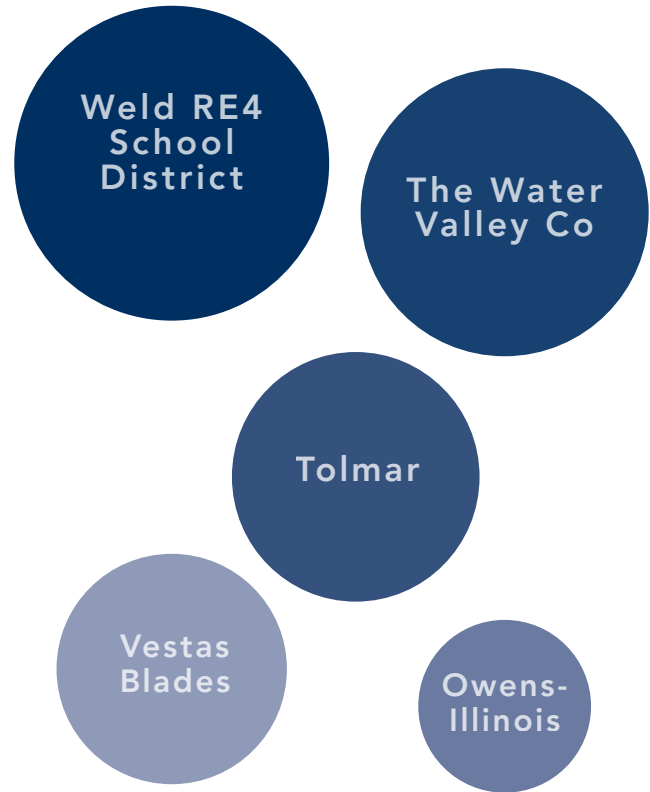 Weld RE4
School
District
The Water
Valley Co
Tolmar
Vestas
Blades
Owens-
Illinois